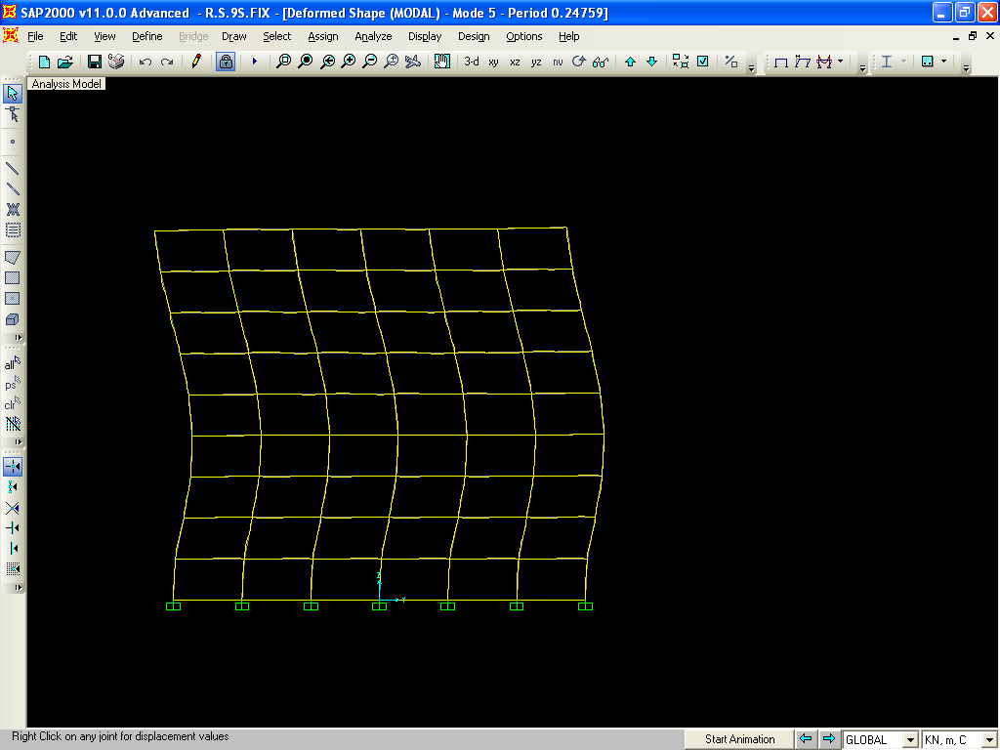 SAP2000 v11.0.0 Advanced - R.S.9S.FIX - [Deformed Shape (MODAL) - Mode 5 - Period 0.24759]
File Edit View Define Bridge Draw Select Assign Analyze Display Design Options Help
3-d xy xz yz nv
Analysis Model
all
ps
clr
Z
Y
Right Click on any joint for displacement values
Start Animation
GLOBAL
KN, m, C